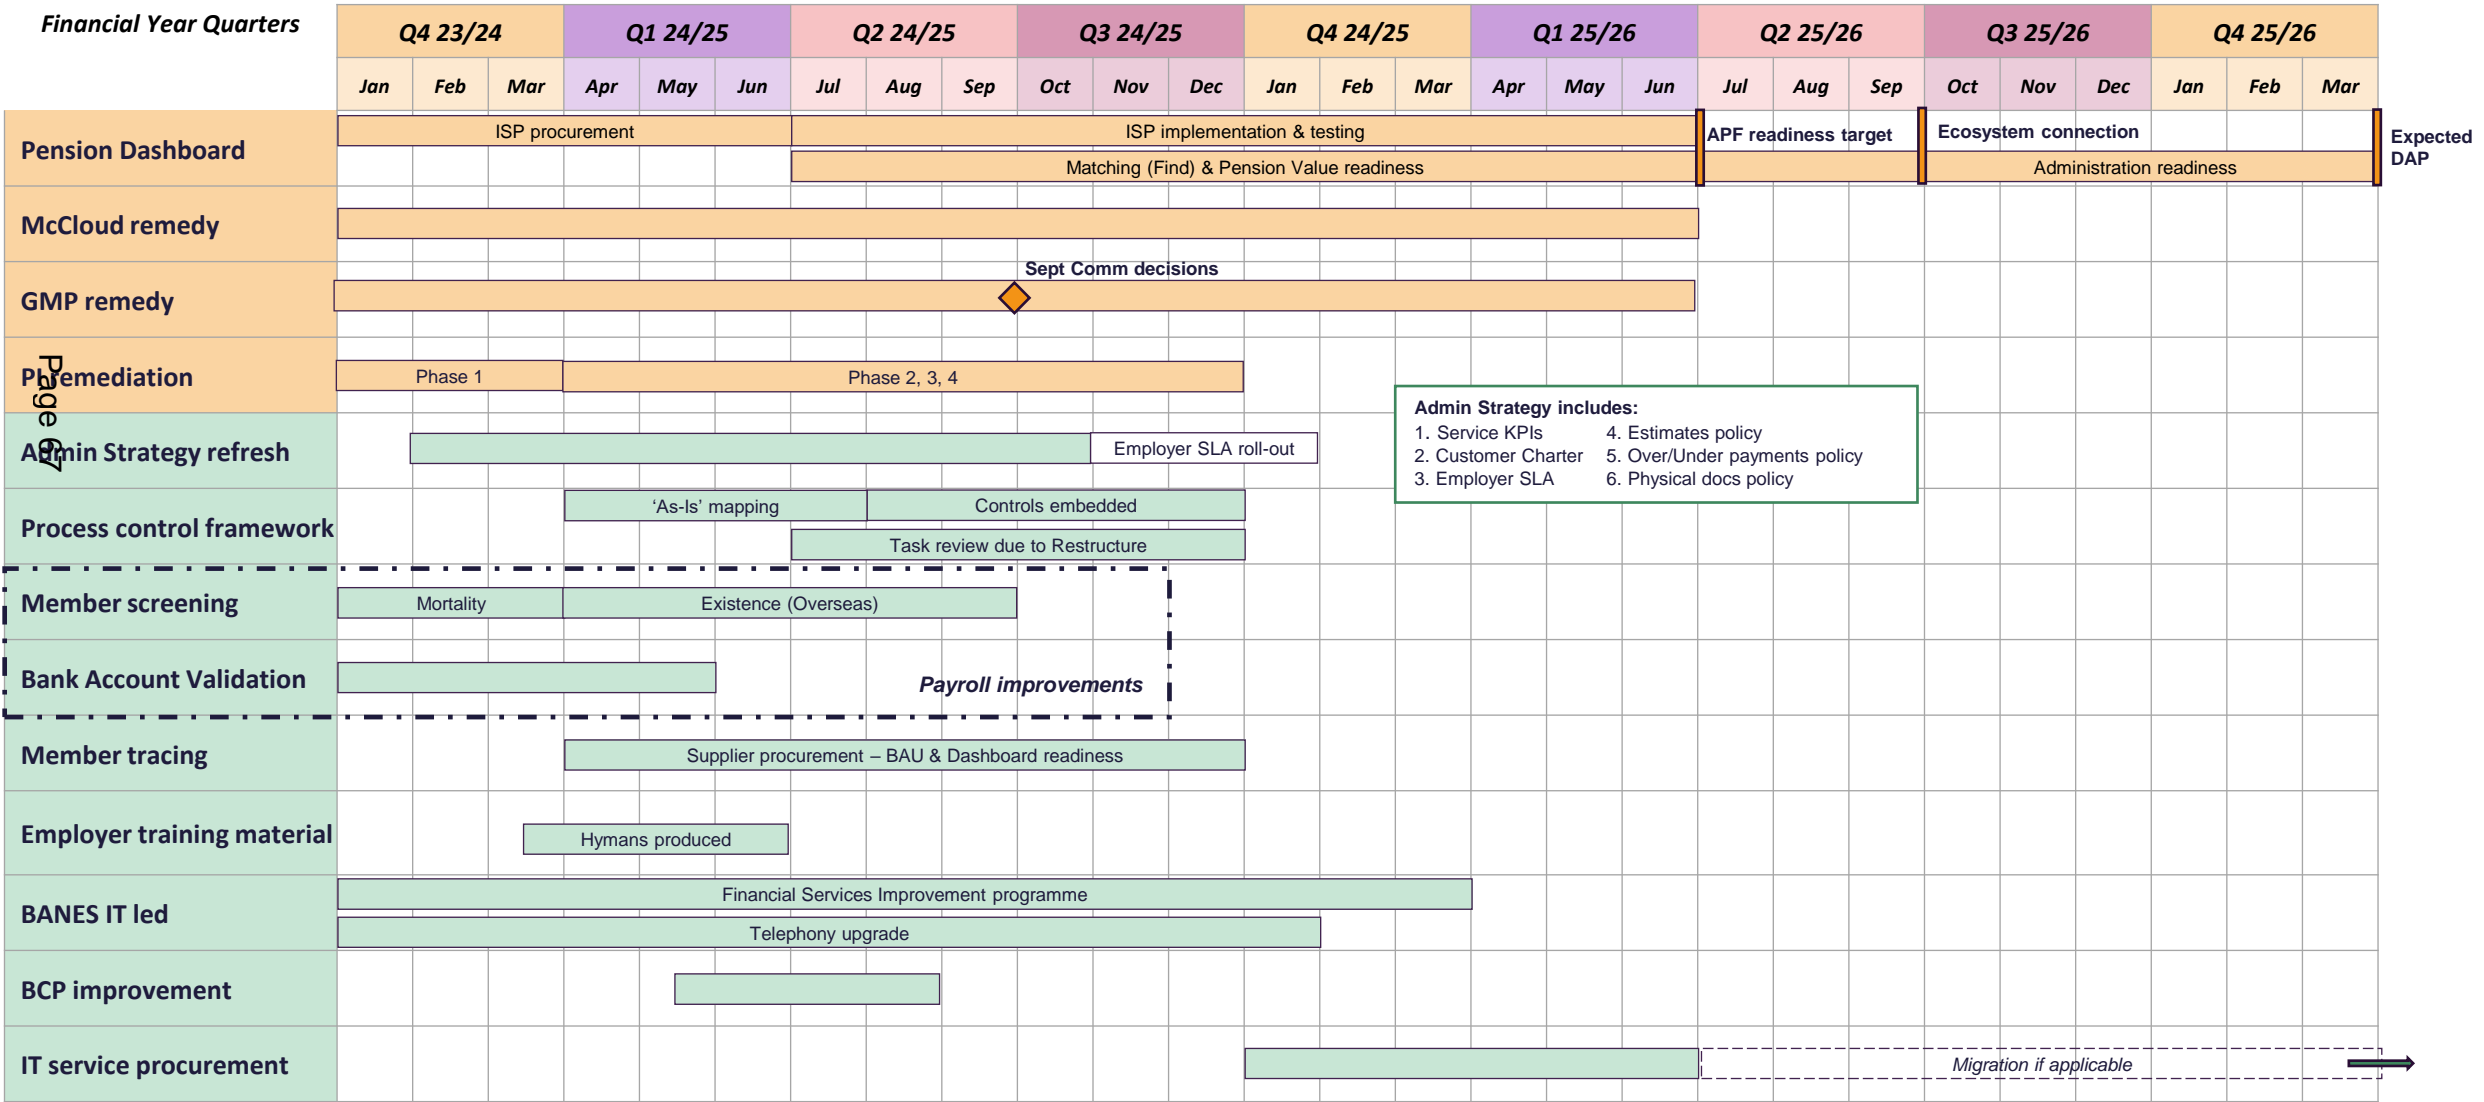 Financial Year Quarters
Q4 23/24 Q1 24/25 Q2 24/25 Q3 24/25 Q4 24/25 Q1 25/26 Q2 25/26 Q3 25/26 Q4 25/26
Jan Feb Mar Apr May Jun Jul Aug Sep Oct Nov Dec Jan Feb Mar Apr May Jun Jul Aug Sep Oct Nov Dec Jan Feb Mar
Pension Dashboard
ISP procurement
ISP implementation & testing
APF readiness target
Ecosystem connection
Expected
DAP
Matching (Find) & Pension Value readiness
Administration readiness
McCloud remedy
GMP remedy
Sept Comm decisions
PI remediation
Phase 1
Phase 2, 3, 4
Page 67
Admin Strategy refresh
Employer SLA roll-out
Admin Strategy includes:
1. Service KPIs
2. Customer Charter
3. Employer SLA
4. Estimates policy
5. Over/Under payments policy
6. Physical docs policy
Process control framework
‘As-Is’ mapping
Controls embedded
Task review due to Restructure
Member screening
Mortality
Existence (Overseas)
Bank Account Validation
Payroll improvements
Member tracing
Supplier procurement – BAU & Dashboard readiness
Employer training material
Hymans produced
BANES IT led
Financial Services Improvement programme
Telephony upgrade
BCP improvement
IT service procurement
Migration if applicable